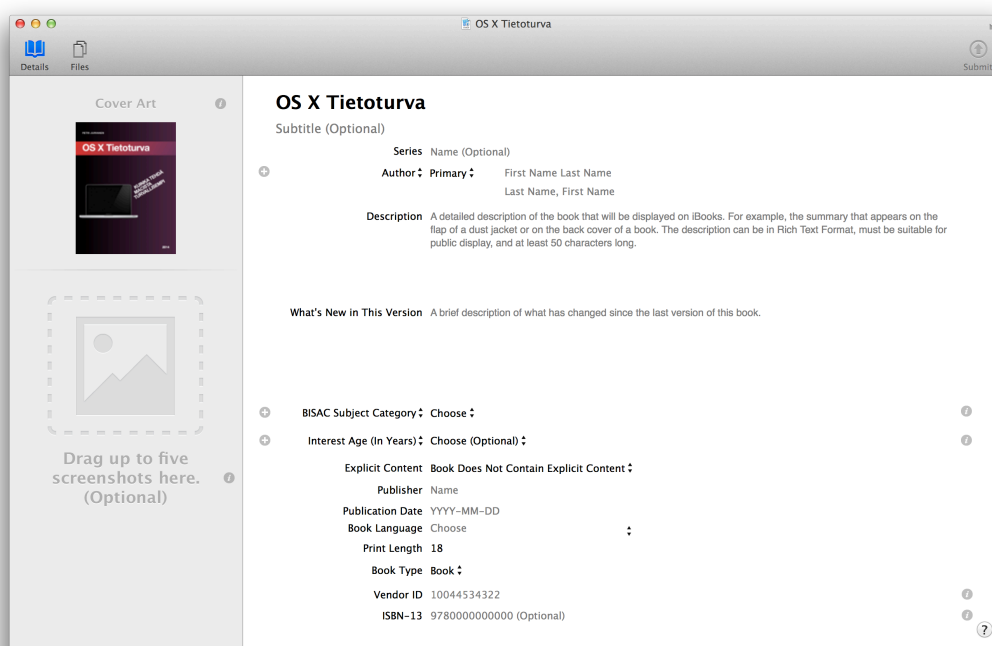 OS X Tietoturva
Details
Files
Submit
Cover Art
OS X Tietoturva
KUINKA TEHDÄ
MACISTA
TURVALLISEMPI
OS X Tietoturva
Subtitle (Optional)
Series Name (Optional)
Author Primary First Name Last Name
Last Name, First Name
Description A detailed description of the book that will be displayed on iBooks. For example, the summary that appears on the
flap of a dust jacket or on the back cover of a book. The description can be in Rich Text Format, must be suitable for
public display, and at least 50 characters long.
What's New in This Version A brief description of what has changed since the last version of this book.
Drag up to five
screenshots here.
(Optional)
BISAC Subject Category Choose
Interest Age (In Years) Choose (Optional)
Explicit Content Book Does Not Contain Explicit Content
Publisher Name
Publication Date YYYY-MM-DD
Book Language Choose
Print Length 18
Book Type Book
Vendor ID 10044534322
ISBN-13 9780000000000 (Optional)
?